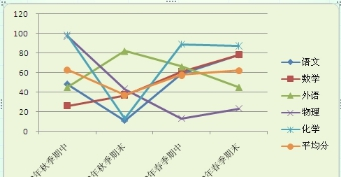 120
100
80
60
40
20
0
年秋季期中
年秋季期末
年春季期中
年春季期末
语文
数学
外语
物理
化学
平均分